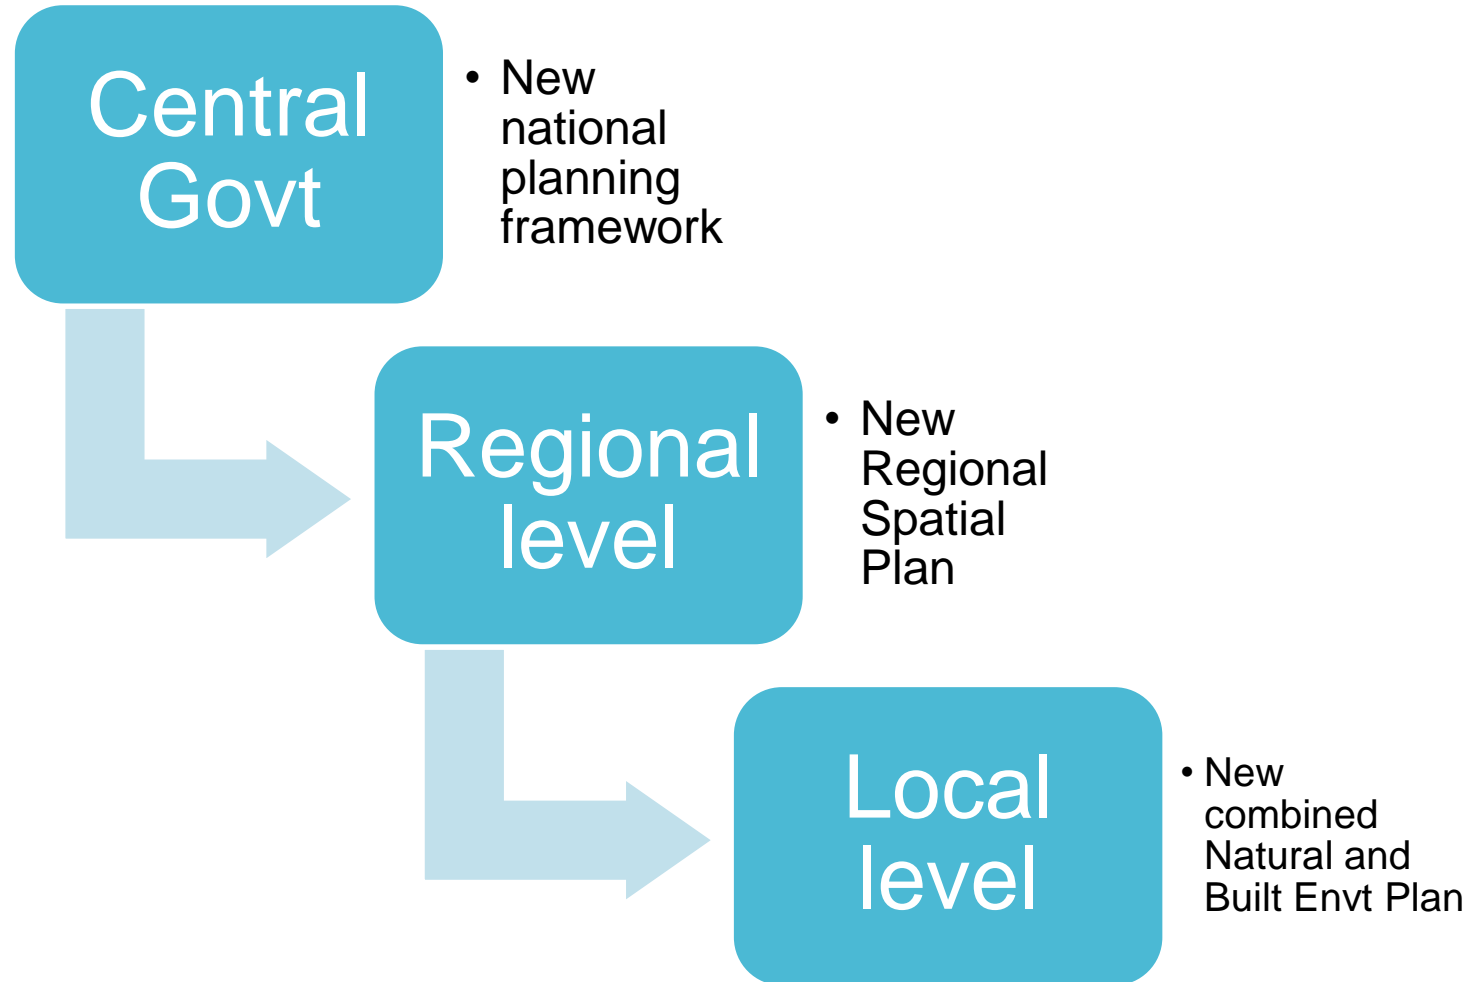 Central
Govt
• New
national
planning
framework
Regional
level
• New
Regional
Spatial
Plan
Local
level
• New
combined
Natural and
Built Envt Plan